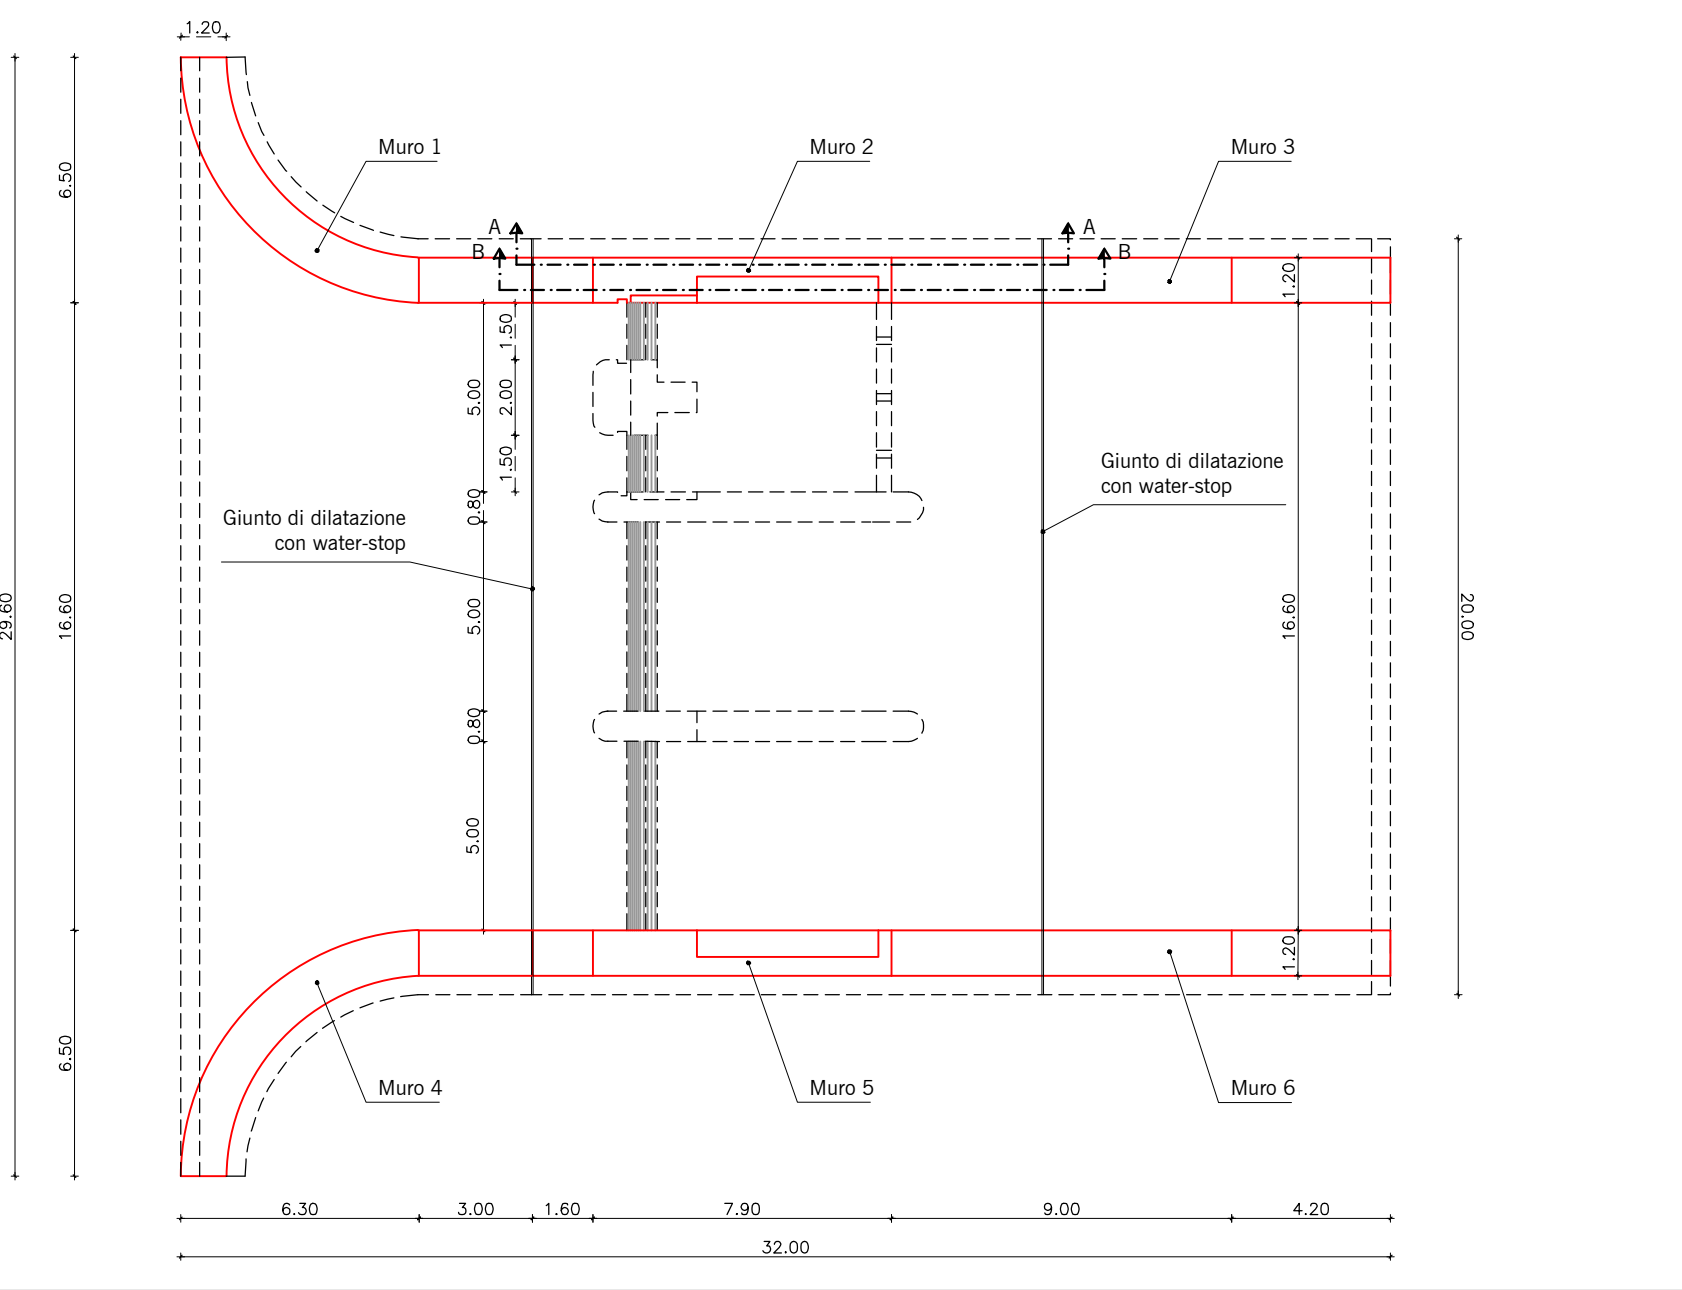 1.20
Muro 1
Muro 2
Muro 3
6.50
A
A
B
B
1.20
1.50
5.00
2.00
1.50
0.80
Giunto di dilatazione
con water-stop
Giunto di dilatazione
con water-stop
29.60
16.60
5.00
16.60
20.00
0.80
5.00
1.20
6.50
Muro 4
Muro 5
Muro 6
6.30
3.00
1.60
7.90
9.00
4.20
32.00